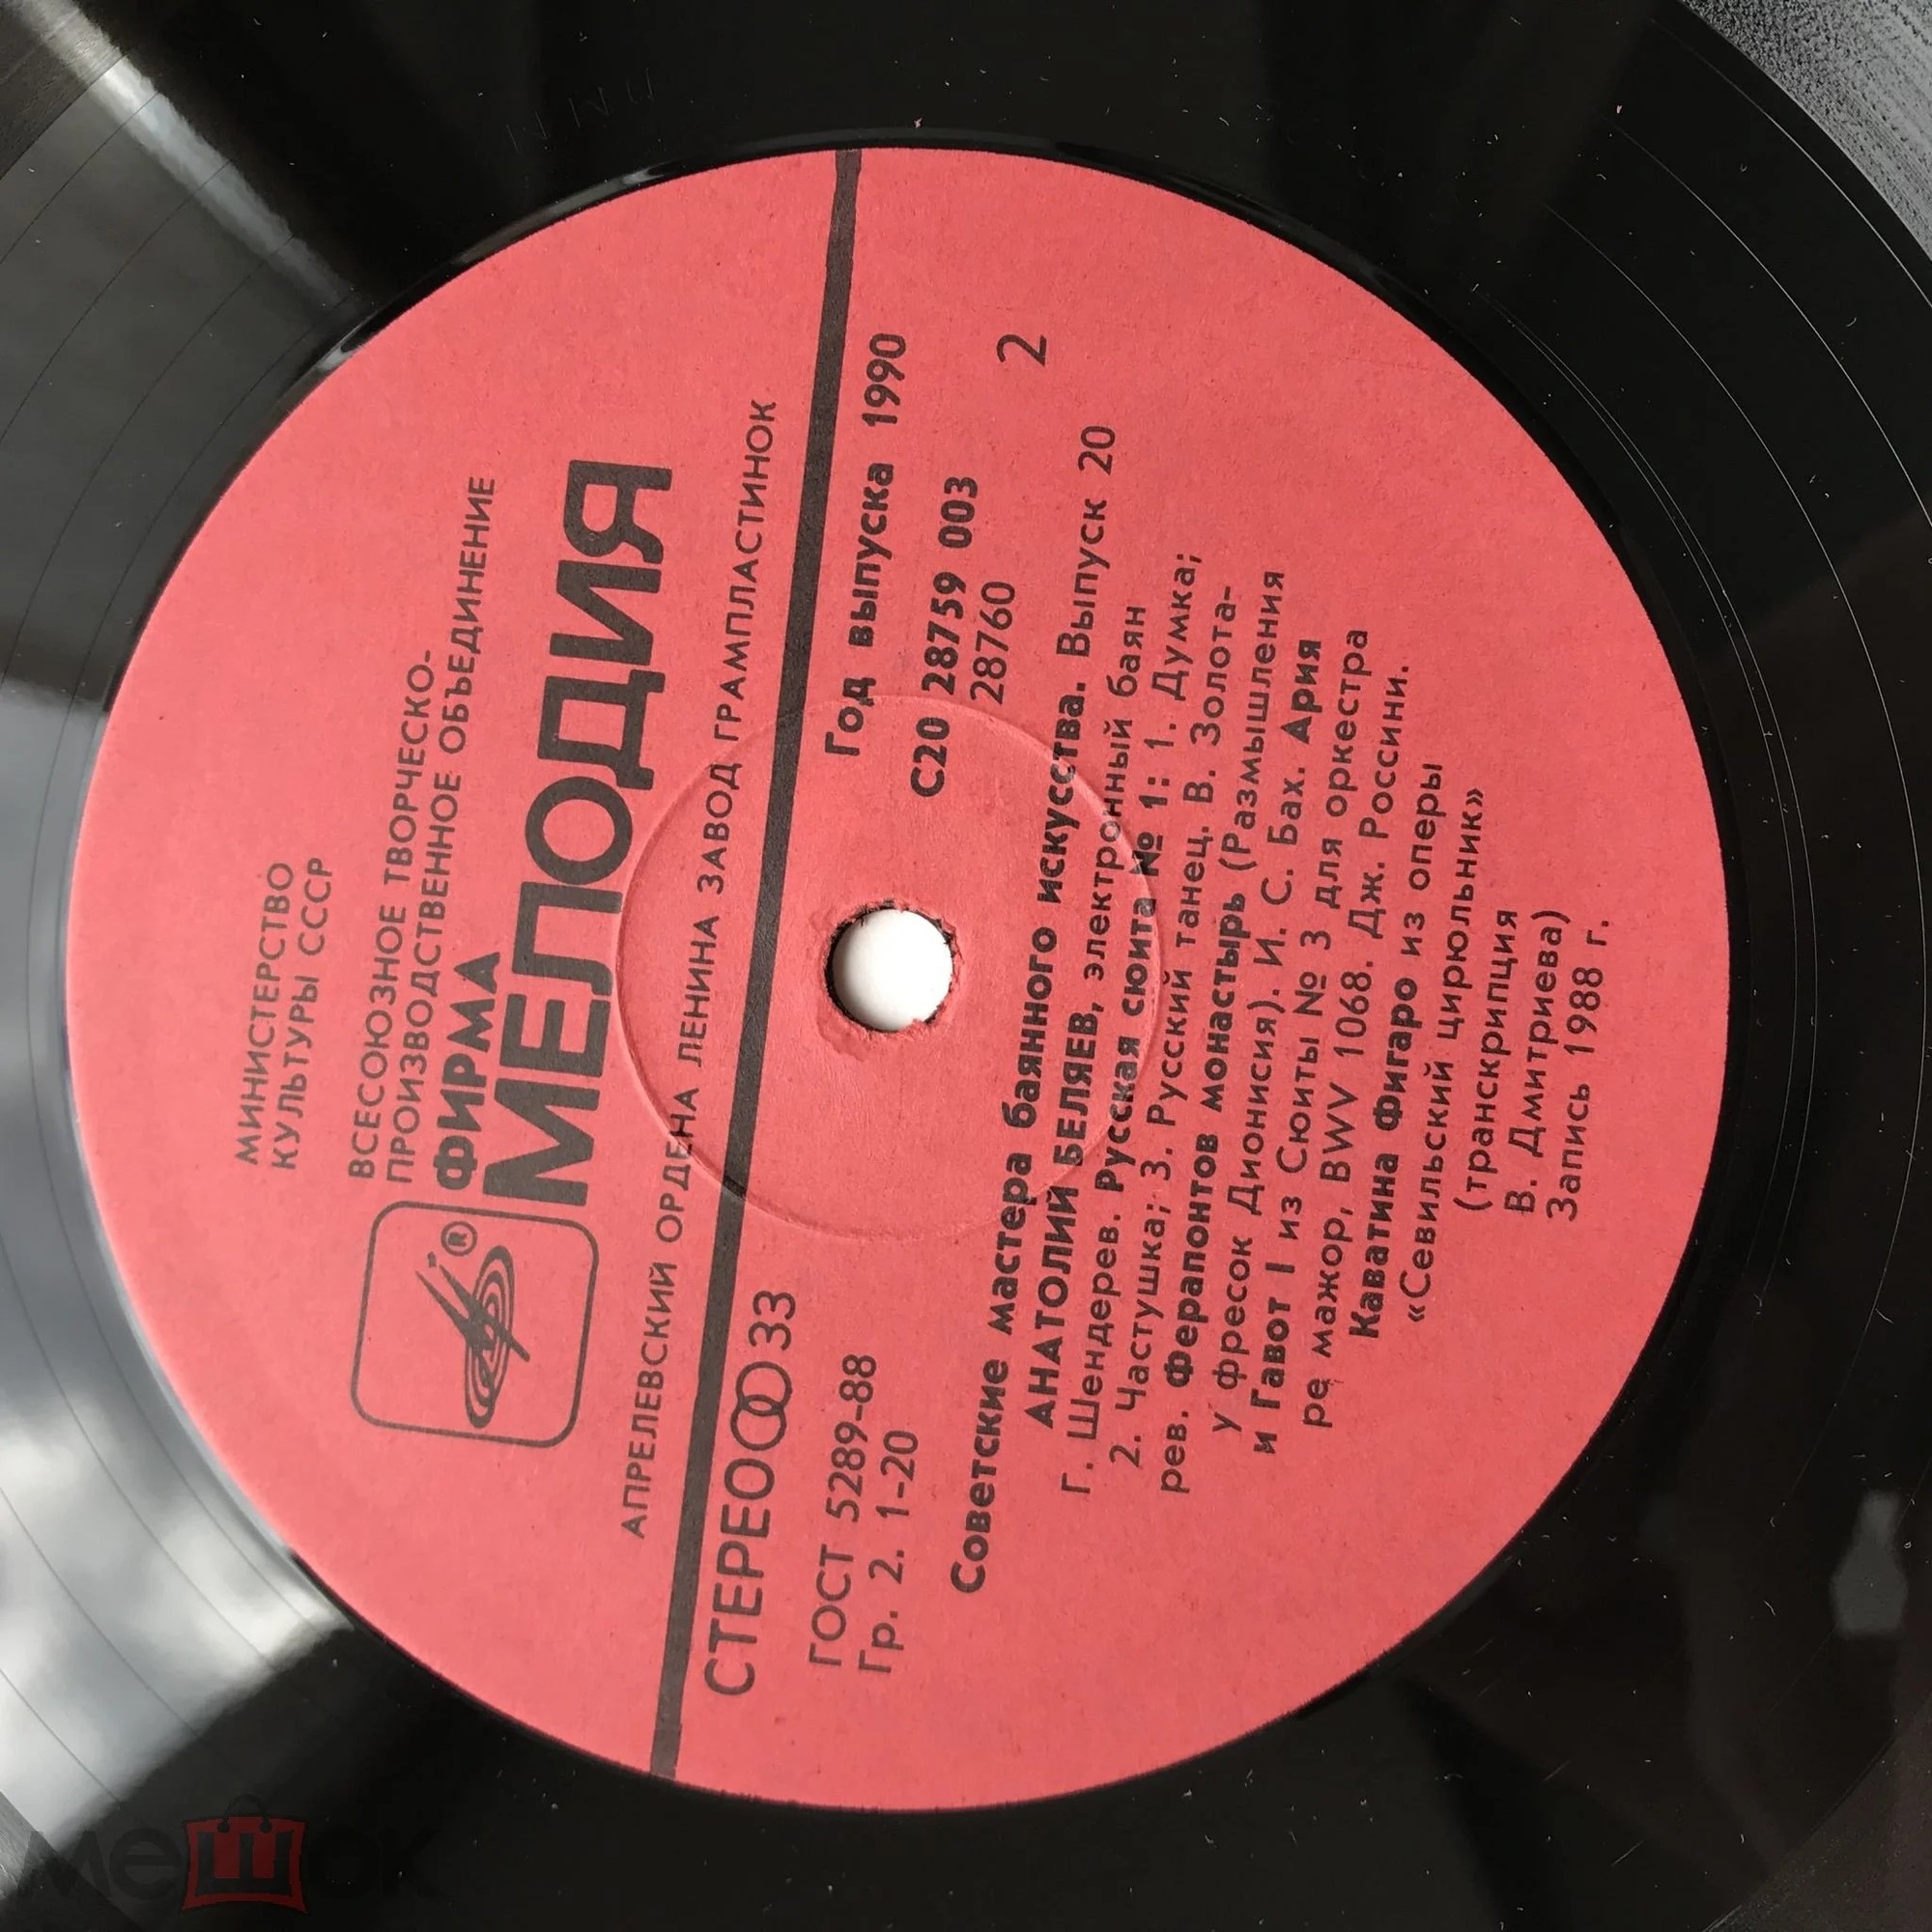 МИНИСТЕРСТВО
КУЛЬТУРЫ СССР
ВСЕСОЮЗНОЕ ТВОРЧЕСКО-
ПРОИЗВОДСТВЕННОЕ ОБЪЕДИНЕНИЕ
ФИРМА
МЕЛОДИЯ
®
АПРЕЛЕВСКИЙ ОРДЕНА ЛЕНИНА ЗАВОД ГРАМПЛАСТИНОК
СТЕРЕО 33
Год выпуска 1990
ГОСТ 5289-88
Гр. 2. 1-20
С20 28759 003
28760
2
Советские мастера баянного искусства. Выпуск 20
АНАТОЛИЙ БЕЛЯЕВ, электронный баян
Г. Шендерев. Русская сюита № 1: 1. Думка;
2. Частушка; 3. Русский танец. В. Золота-
рев. Ферапонтов монастырь (Размышления
у фресок Дионисия). И. С. Бах. Ария
и Гавот I из Сюиты № 3 для оркестра
ре мажор, BWV 1068. Дж. Россини.
Каватина Фигаро из оперы
«Севильский цирюльник»
(транскрипция
В. Дмитриева)
Запись 1988 г.
мешок